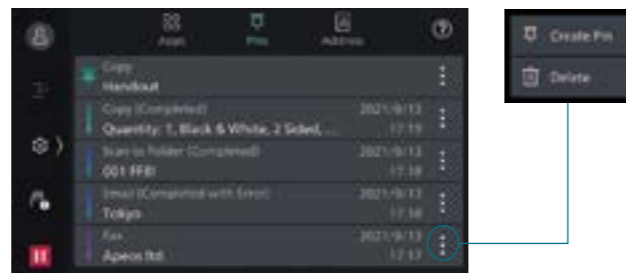 Apps
Pins
Address
Copy
Handout
Copy (Completed)
2021/9/13
Quantity: 1, Black & White, 2 Sided, ...
17:19
Scan to Folder (Completed)
2021/9/13
001 FFBI
17:18
Email (Completed with Error)
2021/9/13
Tokyo
17:18
Fax
2021/9/13
Apeos ltd.
17:17
Create Pin
Delete